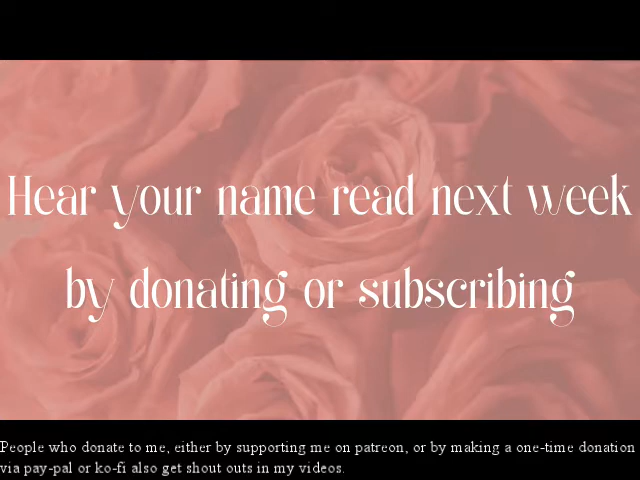 Hear your name read next week
by donating or subscribing
People who donate to me, either by supporting me on patreon, or by making a one-time donation
via pay-pal or ko-fi also get shout outs in my videos.